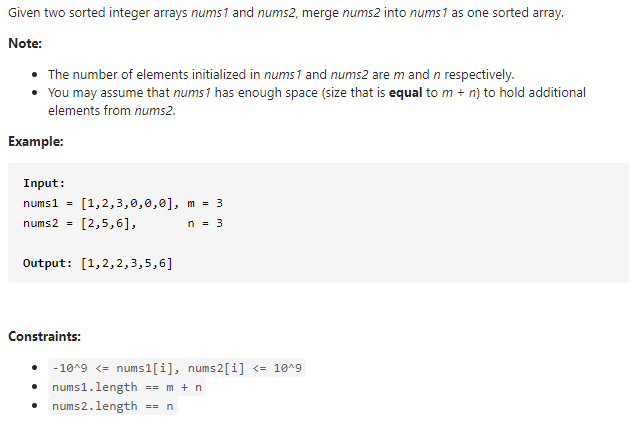 Given two sorted integer arrays nums1 and nums2, merge nums2 into nums1 as one sorted array.
Note:
• The number of elements initialized in nums1 and nums2 are m and n respectively.
• You may assume that nums1 has enough space (size that is equal to m + n) to hold additional
elements from nums2.
Example:
Input:
nums1 = [1,2,3,0,0,0], m = 3
nums2 = [2,5,6],       n = 3
Output: [1,2,2,3,5,6]
Constraints:
• -10^9 <= nums1[i], nums2[i] <= 10^9
• nums1.length == m + n
• nums2.length == n